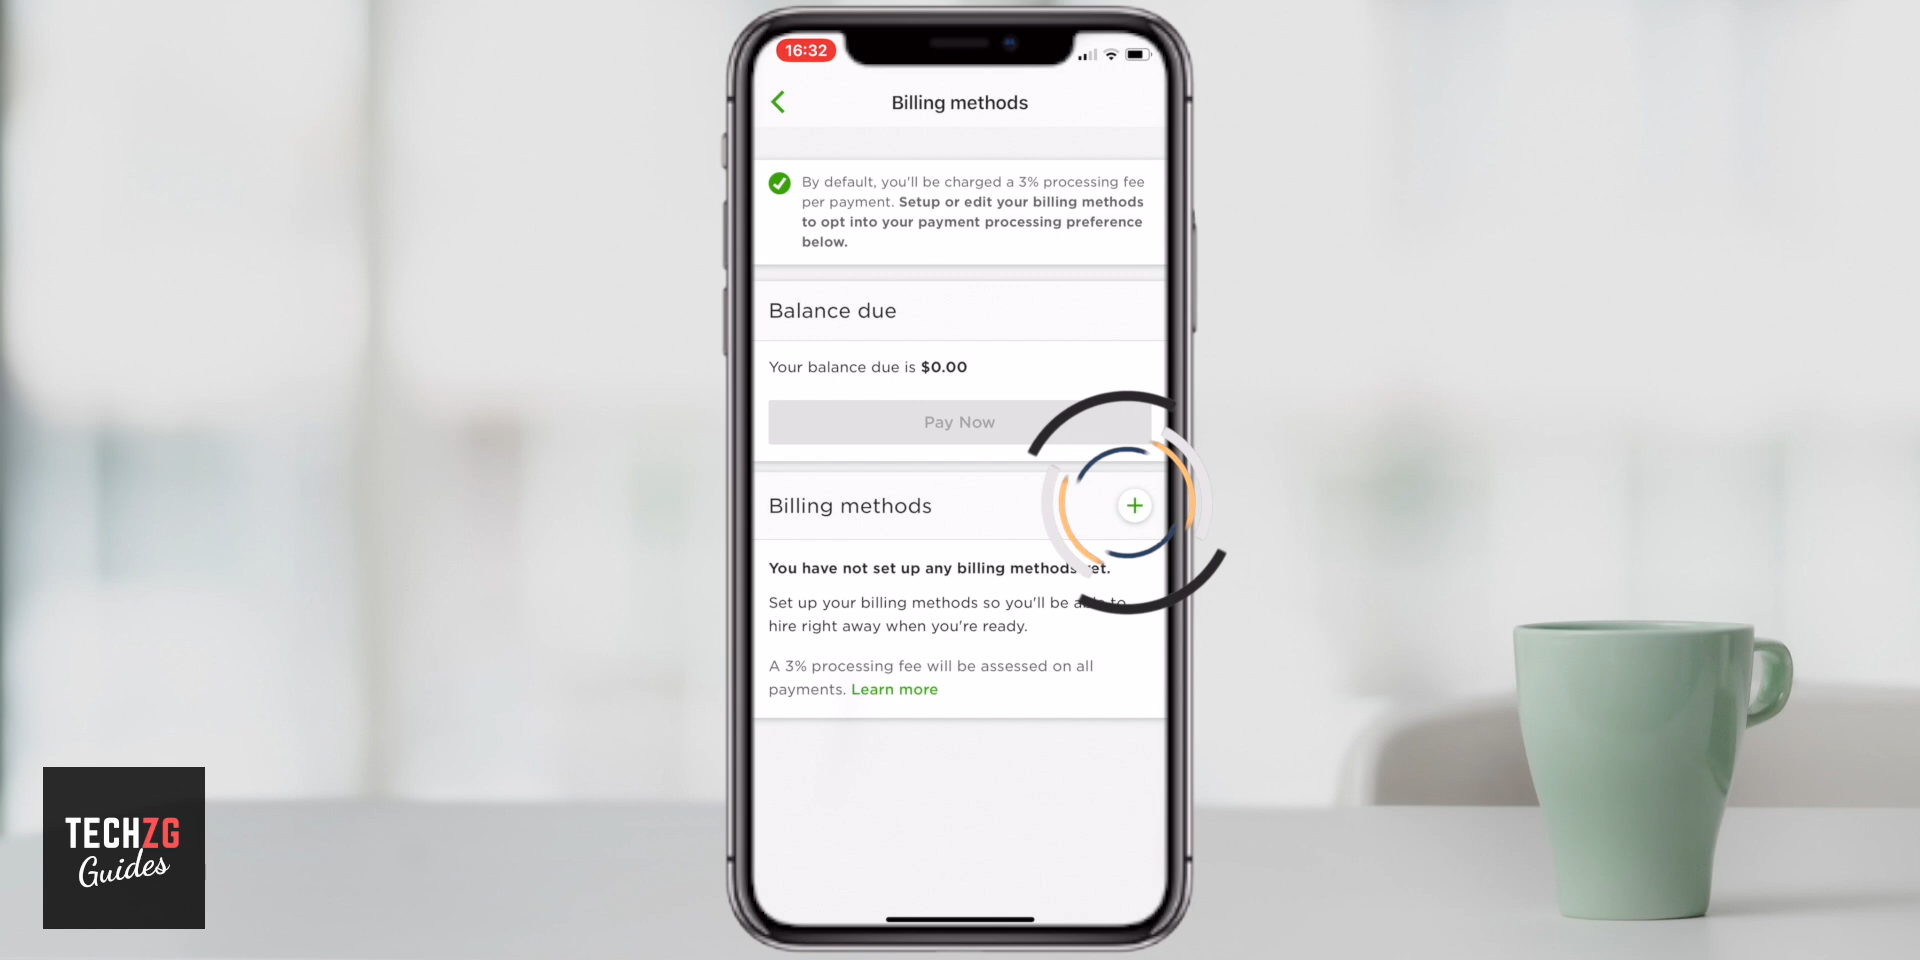 16:32
Billing methods
By default, you'll be charged a 3% processing fee
per payment. Setup or edit your billing methods
to opt into your payment processing preference
below.
Balance due
Your balance due is $0.00
Pay Now
Billing methods
You have not set up any billing methods
Set up your billing methods so you'll be able to
hire right away when you're ready.
A 3% processing fee will be assessed on all
payments. Learn more
TECHZG
Guides